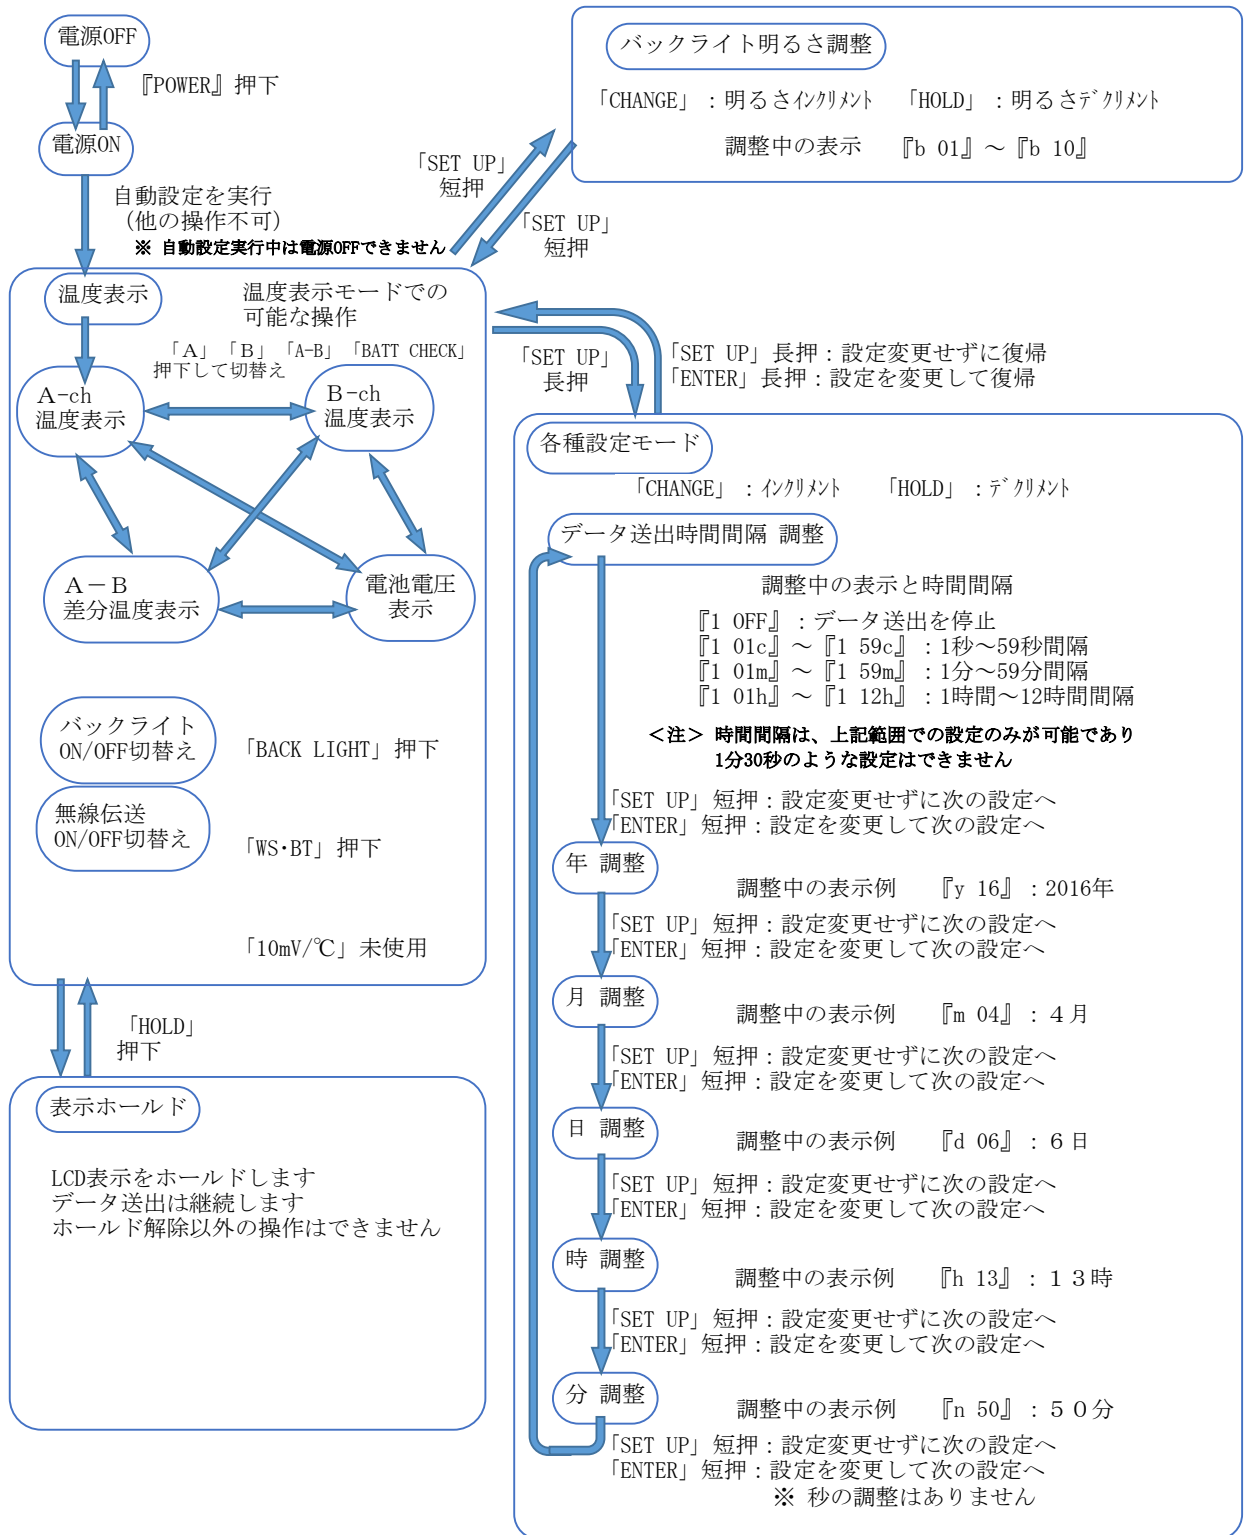 電源OFF
『POWER』押下
電源ON
自動設定を実行
(他の操作不可)
※ 自動設定実行中は電源OFFできません
「SET UP」
短押
「SET UP」
短押
バックライト明るさ調整
「CHANGE」：明るさｲﾝｸﾘﾒﾝﾄ 「HOLD」：明るさﾃﾞｸﾘﾒﾝﾄ
調整中の表示 『b 01』～『b 10』
温度表示
温度表示モードでの
可能な操作
「A」「B」「A-B」「BATT CHECK」
押下して切替え
A-ch
温度表示
B-ch
温度表示
A－B
差分温度表示
電池電圧
表示
バックライト
ON/OFF切替え
「BACK LIGHT」押下
無線伝送
ON/OFF切替え
「WS・BT」押下
「10mV/℃」未使用
「HOLD」
押下
表示ホールド
LCD表示をホールドします
データ送出は継続します
ホールド解除以外の操作はできません
「SET UP」
長押
「SET UP」長押：設定変更せずに復帰
「ENTER」長押：設定を変更して復帰
各種設定モード
「CHANGE」：ｲﾝｸﾘﾒﾝﾄ 「HOLD」：ﾃﾞｸﾘﾒﾝﾄ
データ送出時間間隔 調整
調整中の表示と時間間隔
『1 OFF』：データ送出を停止
『1 01c』～『1 59c』：1秒～59秒間隔
『1 01m』～『1 59m』：1分～59分間隔
『1 01h』～『1 12h』：1時間～12時間間隔
＜注＞ 時間間隔は、上記範囲での設定のみが可能であり
1分30秒のような設定はできません
「SET UP」短押：設定変更せずに次の設定へ
「ENTER」短押：設定を変更して次の設定へ
年 調整
調整中の表示例 『y 16』：2016年
「SET UP」短押：設定変更せずに次の設定へ
「ENTER」短押：設定を変更して次の設定へ
月 調整
調整中の表示例 『m 04』：４月
「SET UP」短押：設定変更せずに次の設定へ
「ENTER」短押：設定を変更して次の設定へ
日 調整
調整中の表示例 『d 06』：６日
「SET UP」短押：設定変更せずに次の設定へ
「ENTER」短押：設定を変更して次の設定へ
時 調整
調整中の表示例 『h 13』：１３時
「SET UP」短押：設定変更せずに次の設定へ
「ENTER」短押：設定を変更して次の設定へ
分 調整
調整中の表示例 『n 50』：５０分
「SET UP」短押：設定変更せずに次の設定へ
「ENTER」短押：設定を変更して次の設定へ
※ 秒の調整はありません